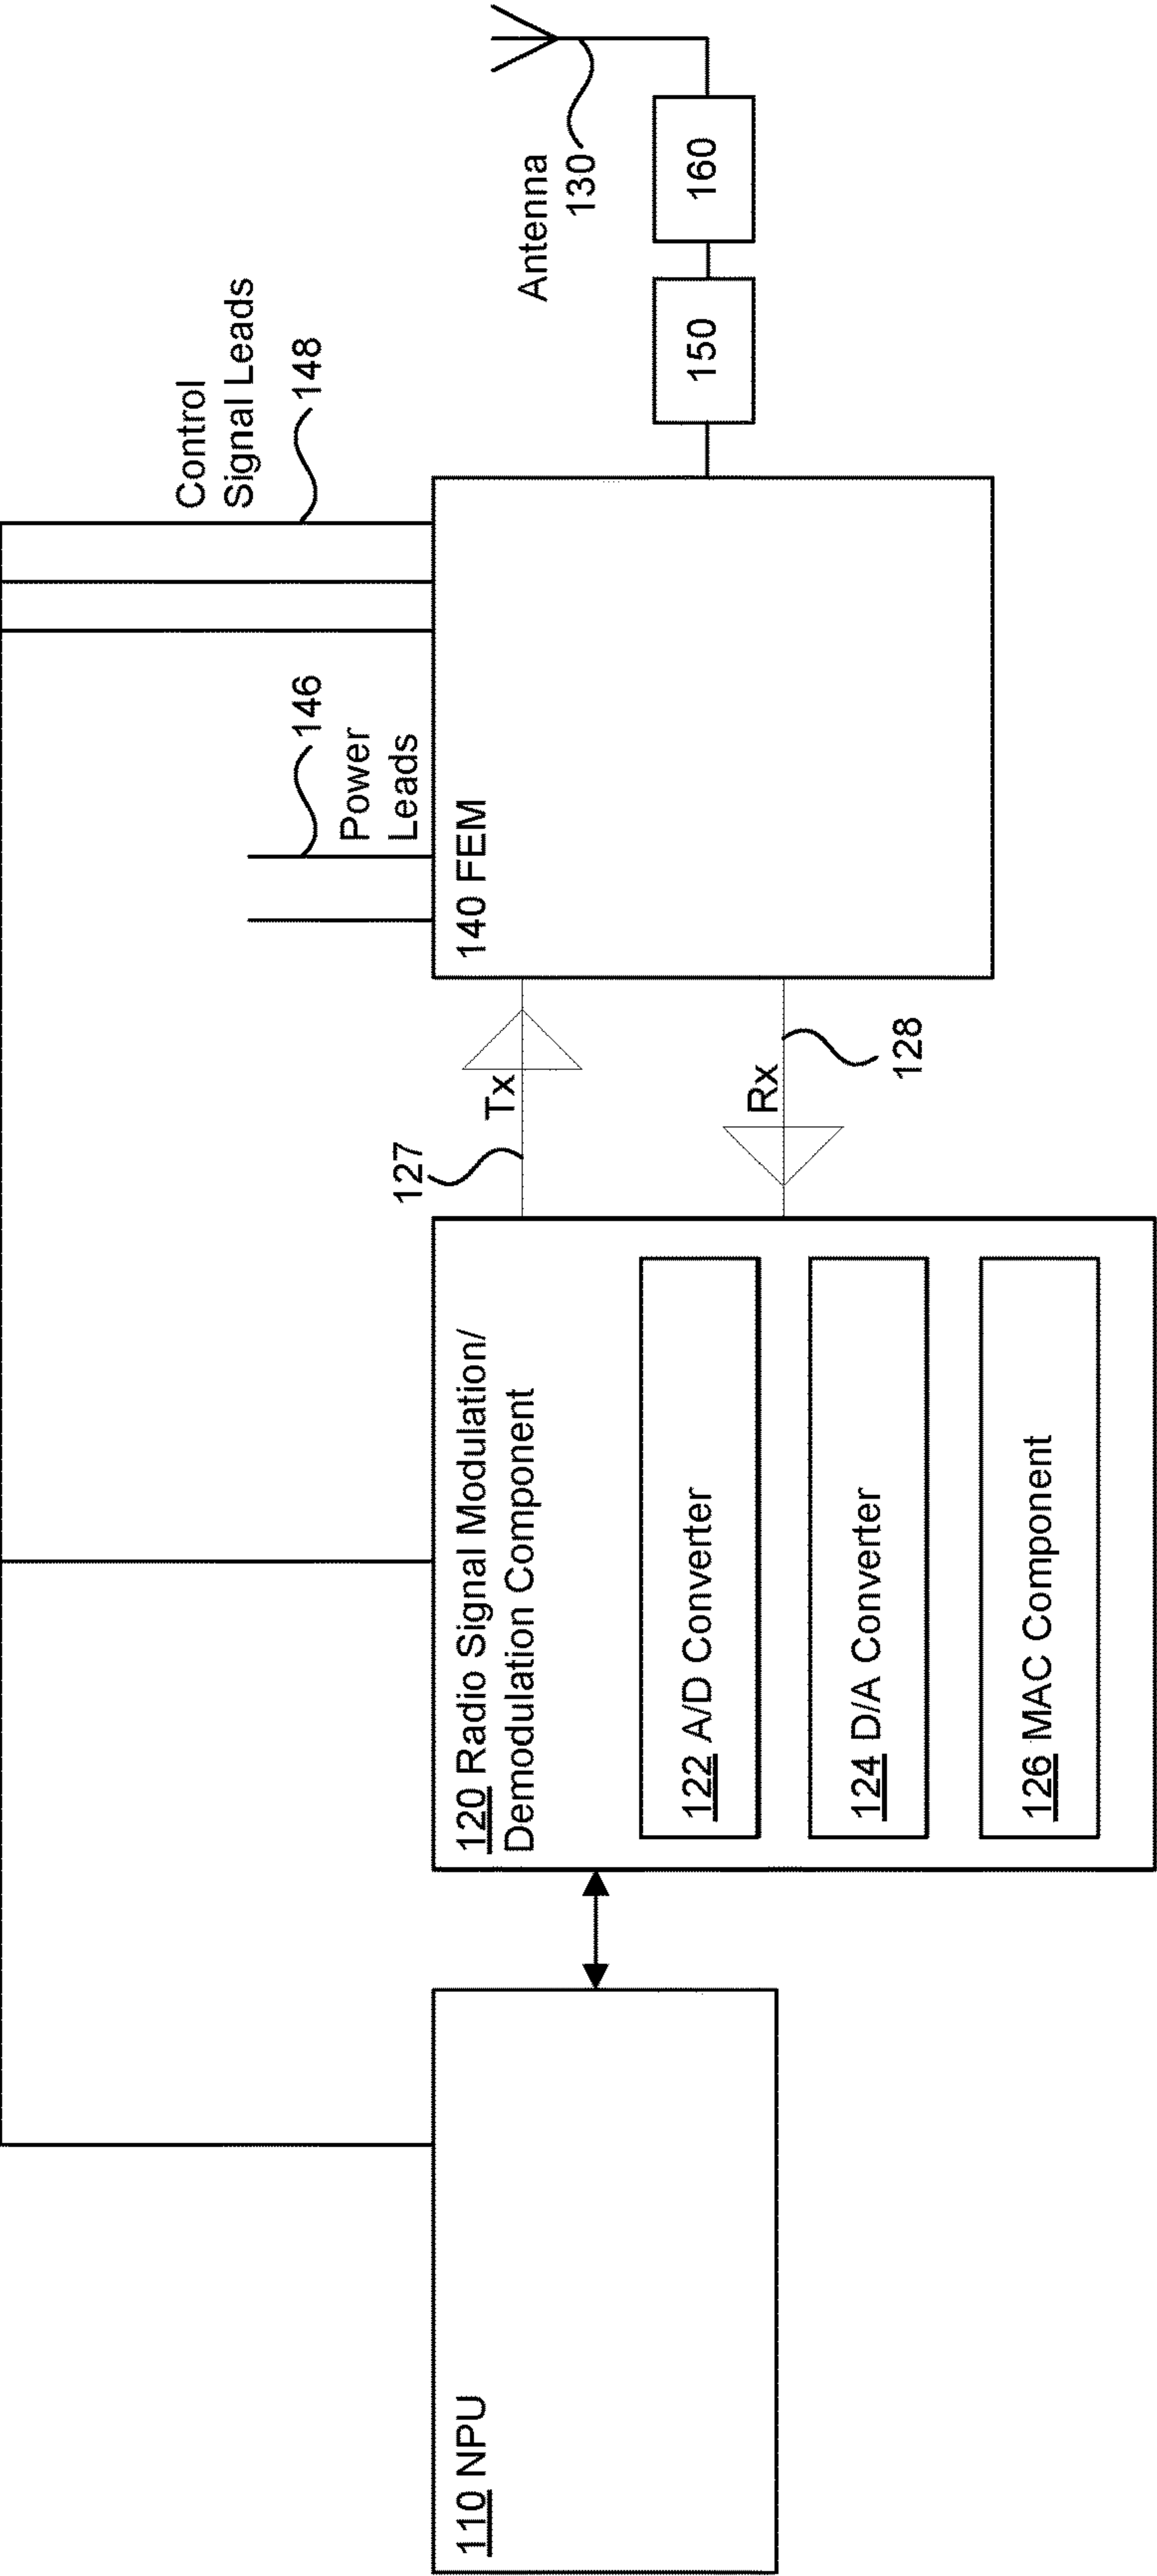 110 NPU
120 Radio Signal Modulation/
Demodulation Component
122 A/D Converter
124 D/A Converter
126 MAC Component
127
Tx
Rx
128
140 FEM
Power
Leads
146
Control
Signal Leads
148
150
160
Antenna
130